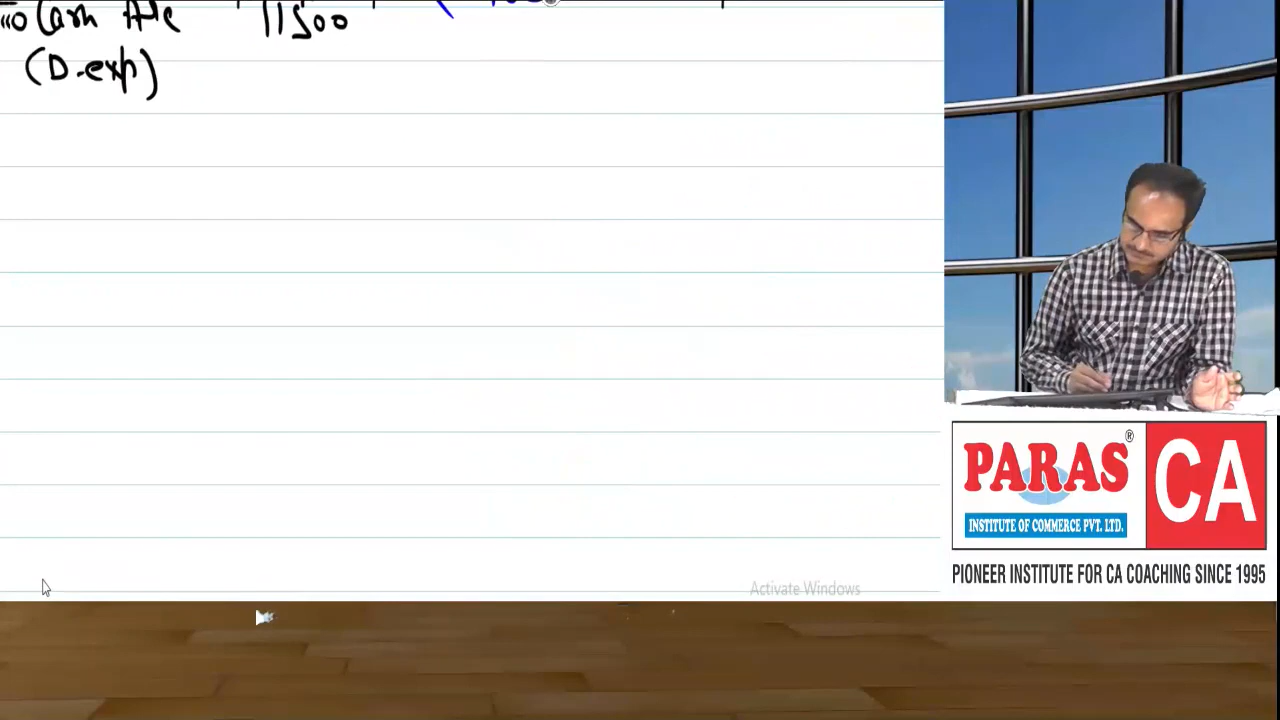 To Cash A/c 11500
(D.exp)
PARAS ®
INSTITUTE OF COMMERCE PVT. LTD.
CA
PIONEER INSTITUTE FOR CA COACHING SINCE 1995
Activate Windows